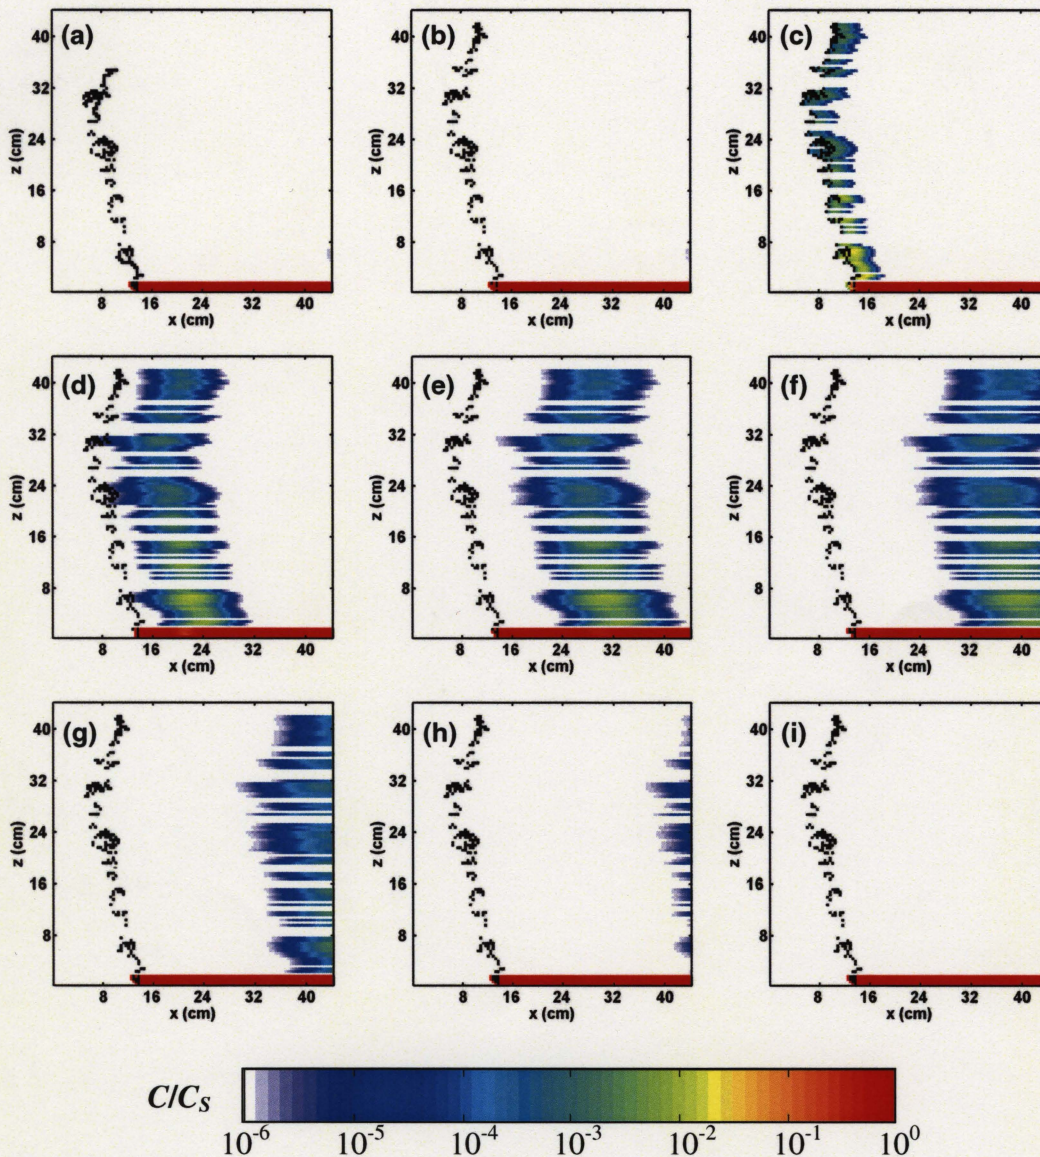 (a) (b) (c)
40 40 40
32 32 32
z (cm) z (cm) z (cm)
24 24 24
16 16 16
8 8 8
8 16 24 32 40 8 16 24 32 40 8 16 24 32 40
x (cm) x (cm) x (cm)
(d) (e) (f)
40 40 40
32 32 32
z (cm) z (cm) z (cm)
24 24 24
16 16 16
8 8 8
8 16 24 32 40 8 16 24 32 40 8 16 24 32 40
x (cm) x (cm) x (cm)
(g) (h) (i)
40 40 40
32 32 32
z (cm) z (cm) z (cm)
24 24 24
16 16 16
8 8 8
8 16 24 32 40 8 16 24 32 40 8 16 24 32 40
x (cm) x (cm) x (cm)
C/C_S
10^-6 10^-5 10^-4 10^-3 10^-2 10^-1 10^0